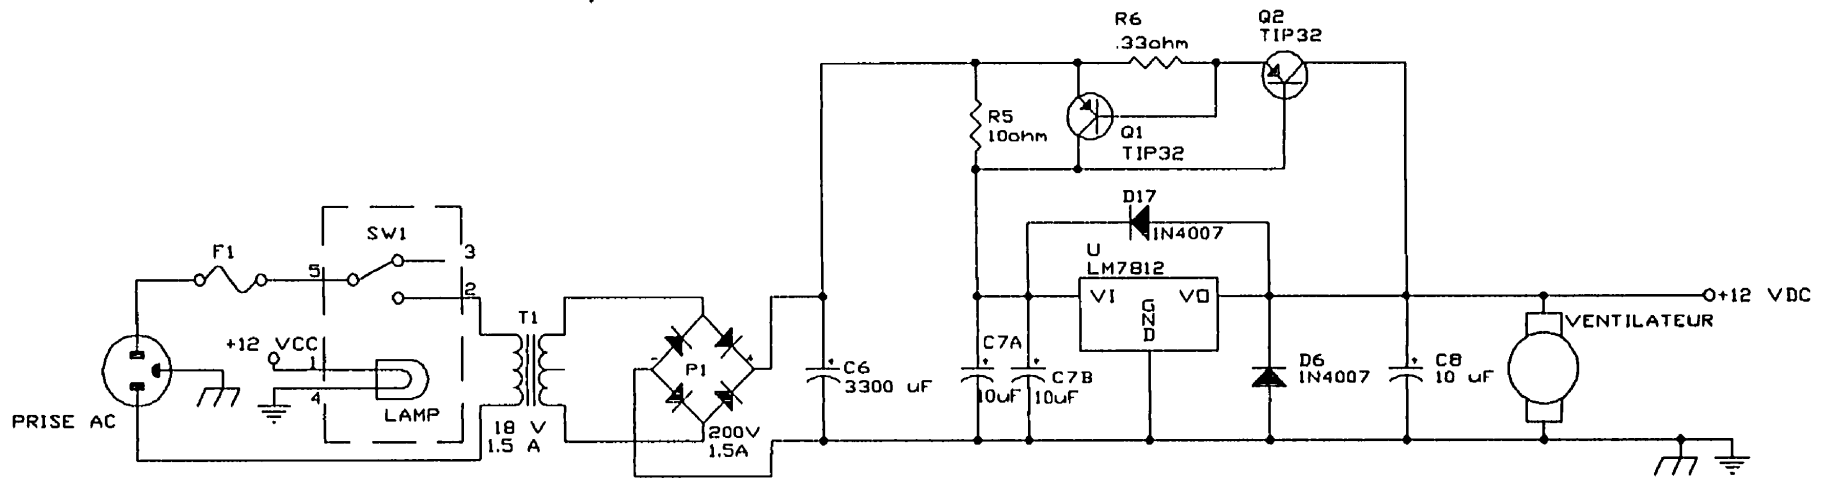 R6
.33ohm
Q2
TIP32
R5
10ohm
Q1
TIP32
D17
1N4007
U
LM7812
VI
VO
GND
SW1
3
F1
5
2
T1
+12 VCC
1
4
LAMP
PRISE AC
18 V
1.5 A
-
+
P1
200V
1.5A
+
C6
3300 uF
C7A
+
10uF
+
C7B
10uF
D6
1N4007
+
C8
10 uF
+12 VDC
VENTILATEUR